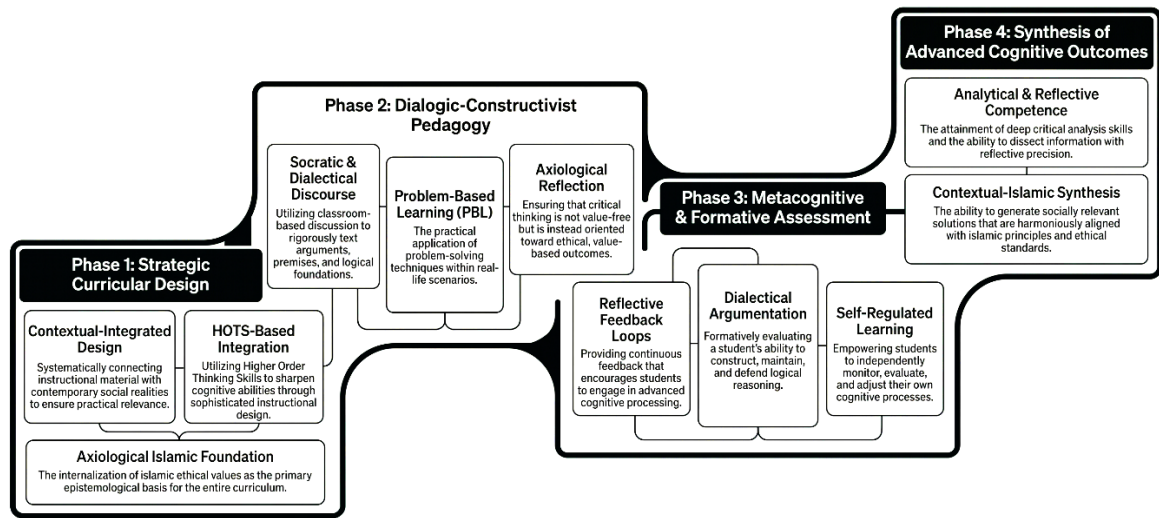 Phase 1: Strategic
Curricular Design
Contextual-Integrated
Design
Systematically connecting
instructional material with
contemporary social realities
to ensure practical relevance.
HOTS-Based
Integration
Utilizing Higher Order
Thinking Skills to sharpen
cognitive abilities through
sophisticated instructional
design.
Axiological Islamic Foundation
The internalization of islamic ethical values as the primary
epistemological basis for the entire curriculum.
Phase 2: Dialogic-Constructivist
Pedagogy
Socratic &
Dialectical
Discourse
Utilizing classroom-
based discussion to
rigorously text
arguments,
premises, and logical
foundations.
Problem-Based
Learning (PBL)
The practical
application of
problem-solving
techniques within real-
life scenarios.
Axiological
Reflection
Ensuring that critical
thinking is not value-free
but is instead oriented
toward ethical, value-
based outcomes.
Phase 3: Metacognitive
& Formative Assessment
Reflective
Feedback
Loops
Providing continuous
feedback that
encourages students
to engage in advanced
cognitive processing.
Dialectical
Argumentation
Formatively evaluating
a student's ability to
construct, maintain,
and defend logical
reasoning.
Self-Regulated
Learning
Empowering students
to independently
monitor, evaluate,
and adjust their own
cognitive processes.
Phase 4: Synthesis of
Advanced Cognitive Outcomes
Analytical & Reflective
Competence
The attainment of deep critical analysis skills
and the ability to dissect information with
reflective precision.
Contextual-Islamic Synthesis
The ability to generate socially relevant
solutions that are harmoniously aligned
with islamic principles and ethical
standards.